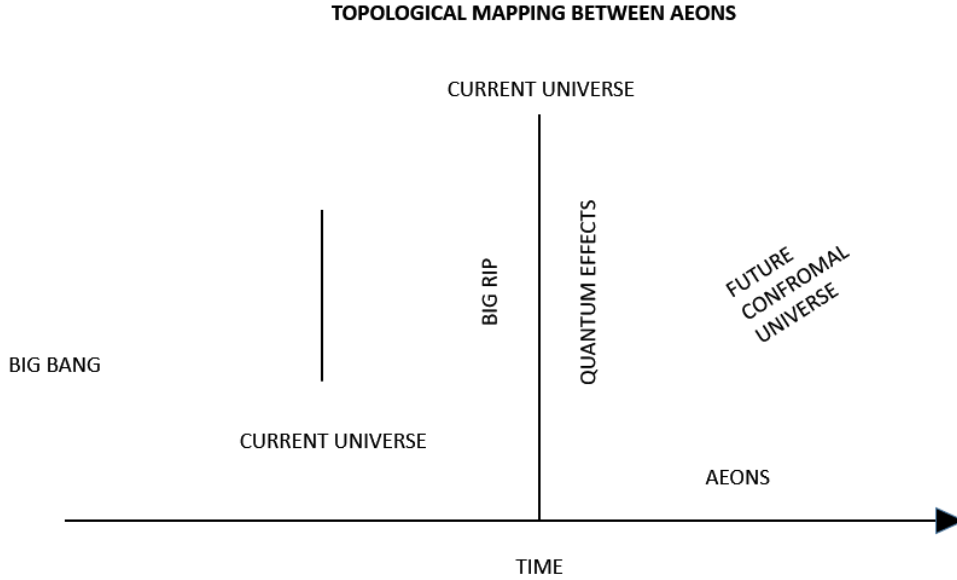 TOPOLOGICAL MAPPING BETWEEN AEONS
CURRENT UNIVERSE
BIG RIP
QUANTUM EFFECTS
FUTURE
CONFROMAL
UNIVERSE
BIG BANG
CURRENT UNIVERSE
AEONS
TIME